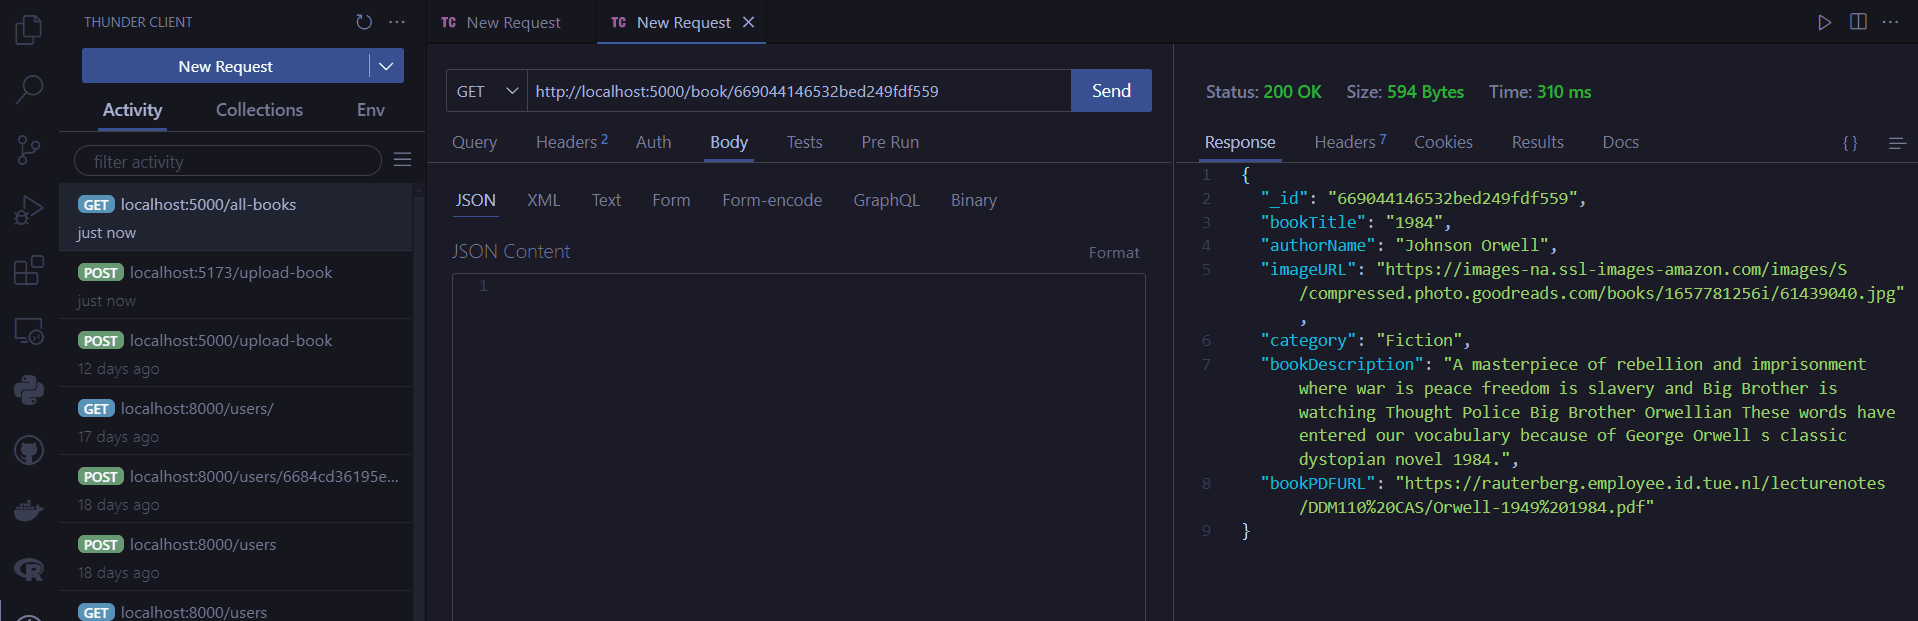 THUNDER CLIENT
New Request
Activity Collections Env
filter activity
GET localhost:5000/all-books
just now
POST localhost:5173/upload-book
just now
POST localhost:5000/upload-book
12 days ago
GET localhost:8000/users/
17 days ago
POST localhost:8000/users/6684cd36195e...
18 days ago
POST localhost:8000/users
18 days ago
GET localhost:8000/users
TC New Request TC New Request
GET http://localhost:5000/book/669044146532bed249fdf559 Send
Query Headers 2 Auth Body Tests Pre Run
JSON XML Text Form Form-encode GraphQL Binary
JSON Content Format
1
Status: 200 OK Size: 594 Bytes Time: 310 ms
Response Headers 7 Cookies Results Docs { }
1 {
2 "_id": "669044146532bed249fdf559",
3 "bookTitle": "1984",
4 "authorName": "Johnson Orwell",
5 "imageURL": "https://images-na.ssl-images-amazon.com/images/S
/compressed.photo.goodreads.com/books/1657781256i/61439040.jpg"
,
6 "category": "Fiction",
7 "bookDescription": "A masterpiece of rebellion and imprisonment
where war is peace freedom is slavery and Big Brother is
watching Thought Police Big Brother Orwellian These words have
entered our vocabulary because of George Orwell s classic
dystopian novel 1984.",
8 "bookPDFURL": "https://rauterberg.employee.id.tue.nl/lecturenotes
/DDM110%20CAS/Orwell-1949%201984.pdf"
9 }